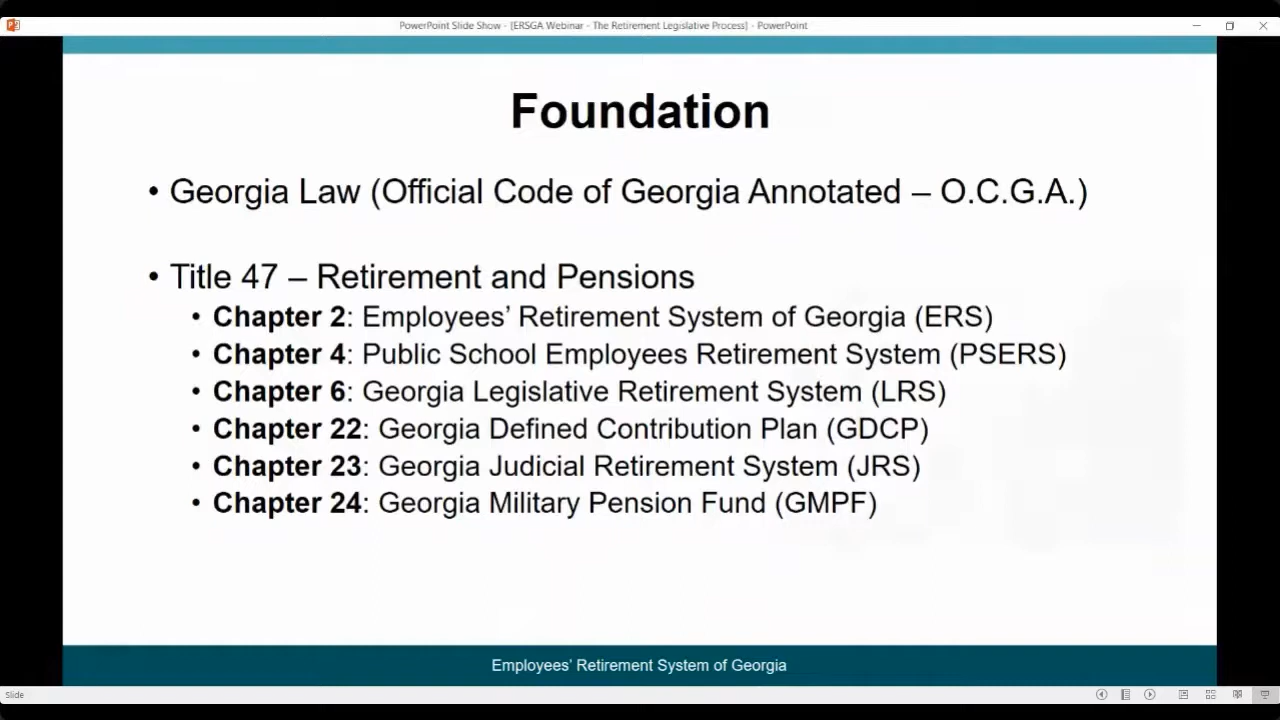 PowerPoint Slide Show - [ERSGA Webinar - The Retirement Legislative Process] - PowerPoint
Foundation
• Georgia Law (Official Code of Georgia Annotated – O.C.G.A.)
• Title 47 – Retirement and Pensions
• Chapter 2: Employees’ Retirement System of Georgia (ERS)
• Chapter 4: Public School Employees Retirement System (PSERS)
• Chapter 6: Georgia Legislative Retirement System (LRS)
• Chapter 22: Georgia Defined Contribution Plan (GDCP)
• Chapter 23: Georgia Judicial Retirement System (JRS)
• Chapter 24: Georgia Military Pension Fund (GMPF)
Employees’ Retirement System of Georgia
Slide